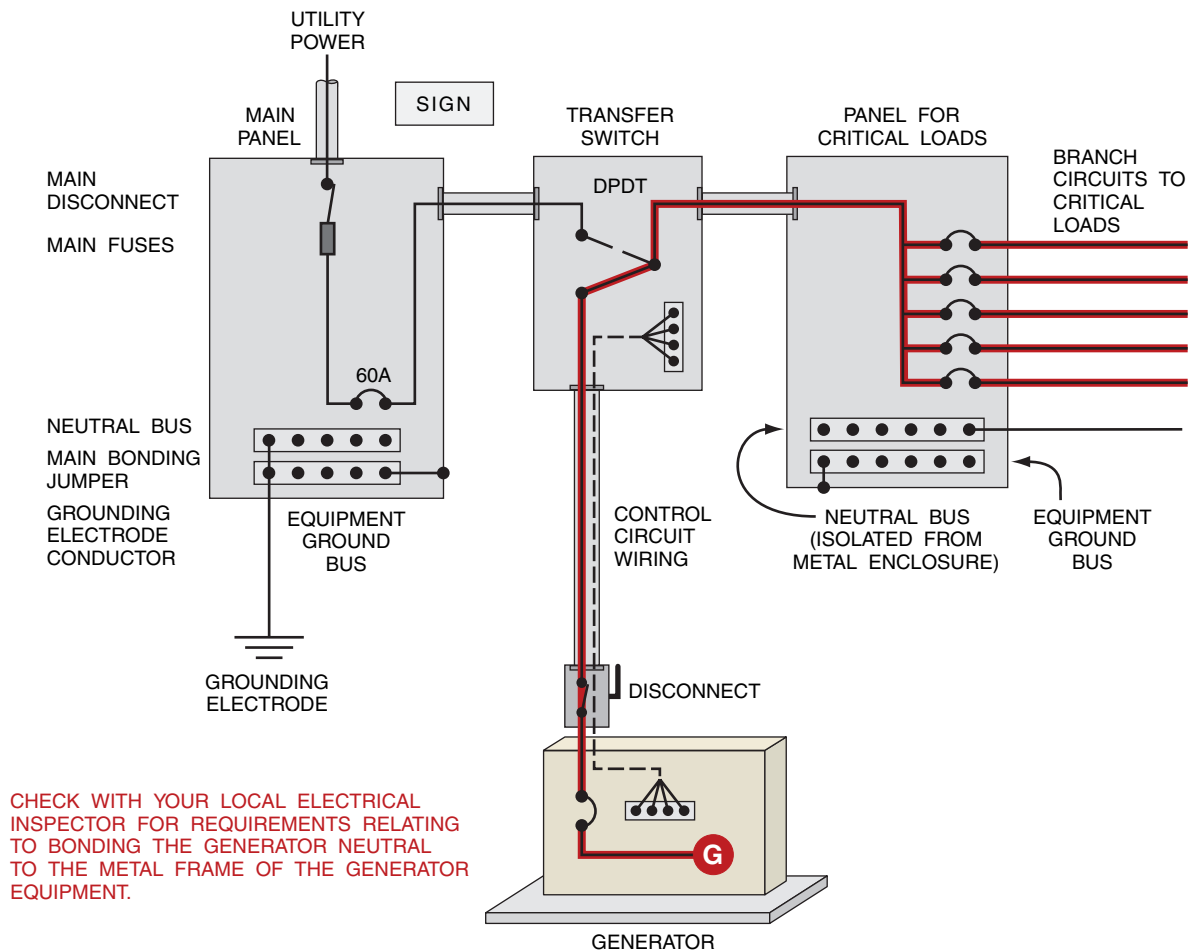 UTILITY
POWER
SIGN
MAIN
PANEL
TRANSFER
SWITCH
PANEL FOR
CRITICAL LOADS
MAIN
DISCONNECT
MAIN FUSES
DPDT
BRANCH
CIRCUITS TO
CRITICAL
LOADS
60A
NEUTRAL BUS
MAIN BONDING
JUMPER
GROUNDING
ELECTRODE
CONDUCTOR
EQUIPMENT
GROUND
BUS
CONTROL
CIRCUIT
WIRING
NEUTRAL BUS
(ISOLATED FROM
METAL ENCLOSURE)
EQUIPMENT
GROUND
BUS
GROUNDING
ELECTRODE
DISCONNECT
CHECK WITH YOUR LOCAL ELECTRICAL
INSPECTOR FOR REQUIREMENTS RELATING
TO BONDING THE GENERATOR NEUTRAL
TO THE METAL FRAME OF THE GENERATOR
EQUIPMENT.
G
GENERATOR